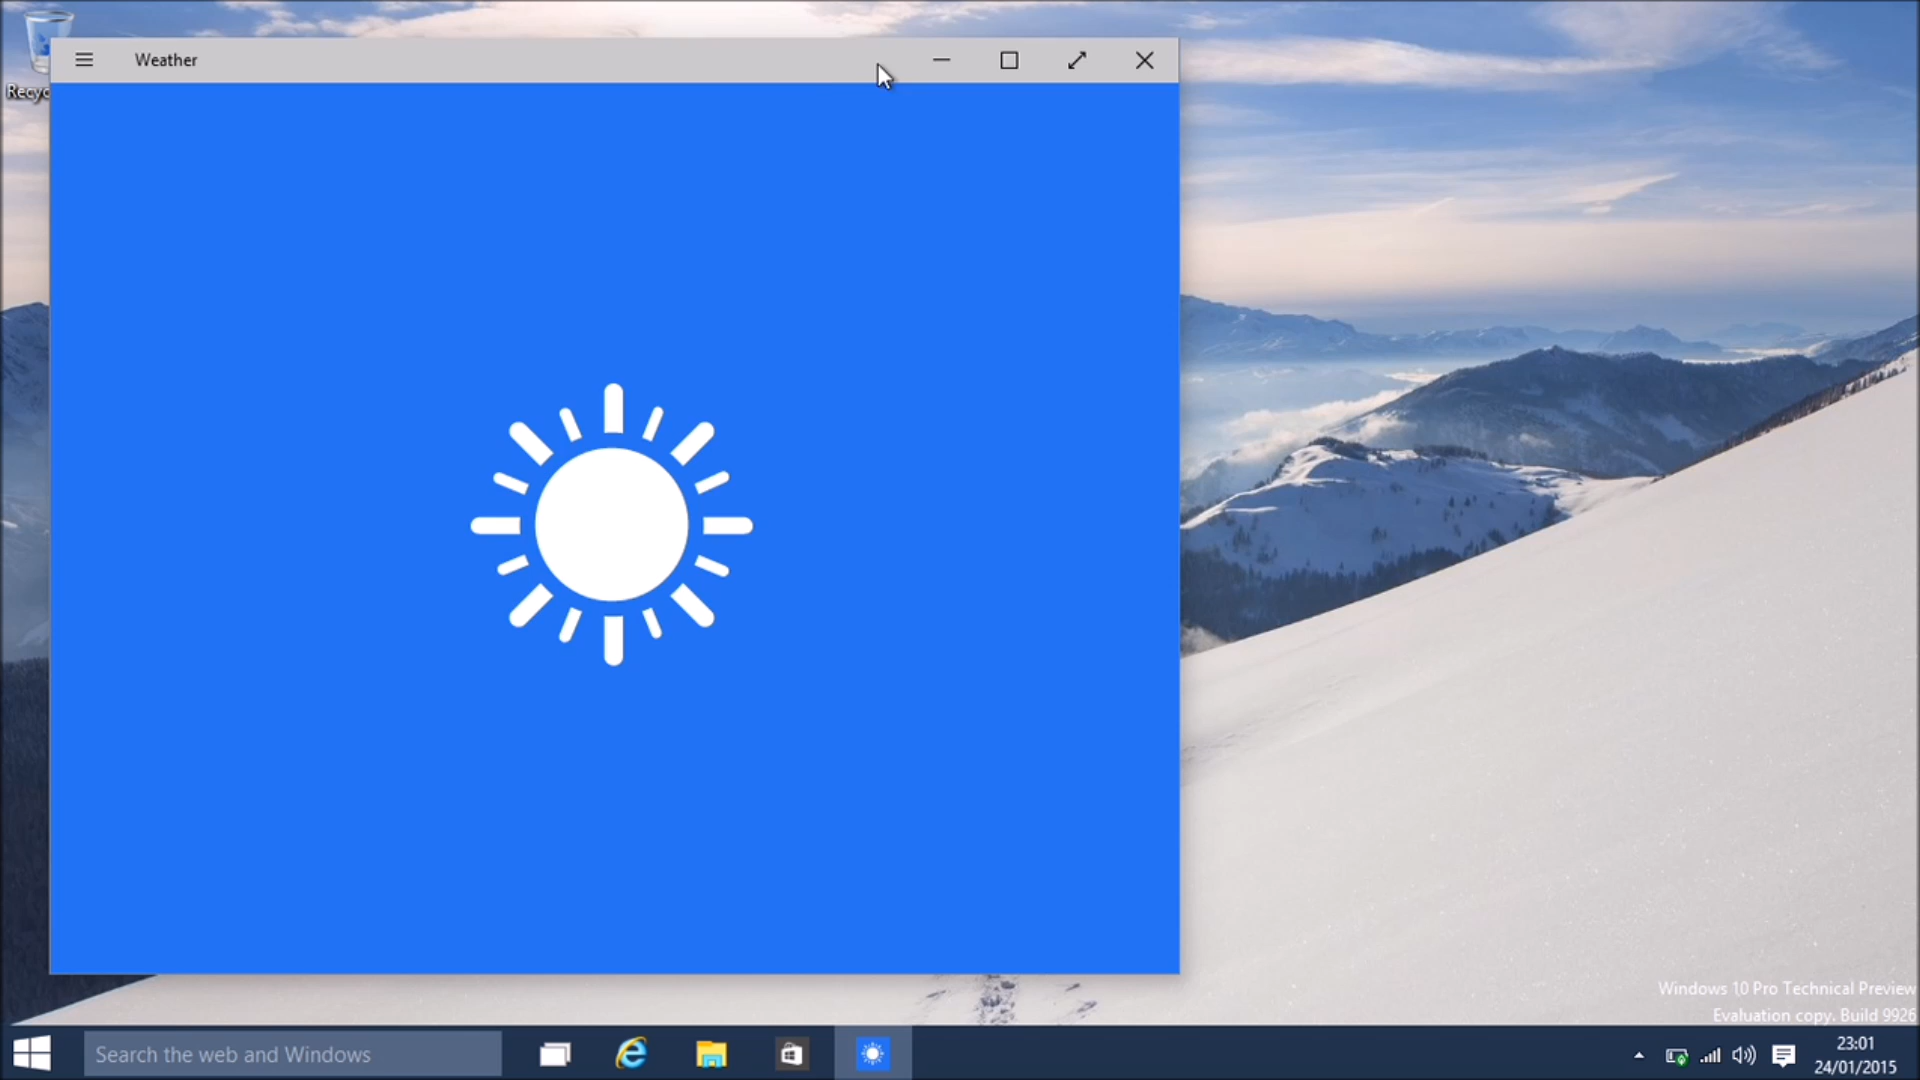 Weather
Recyc
Windows 10 Pro Technical Preview
Evaluation copy. Build 9926
Search the web and Windows
23:01
24/01/2015